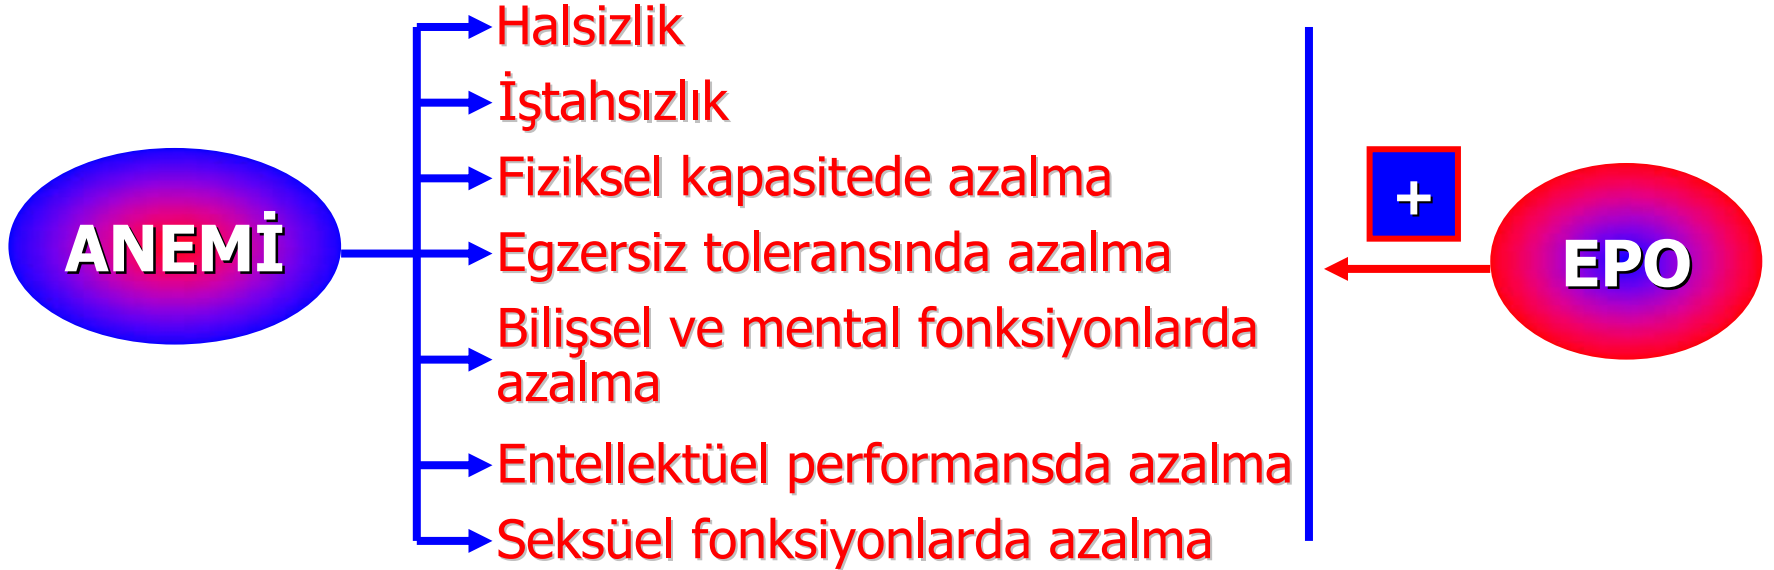 Halsizlik
İştahsızlık
Fiziksel kapasitede azalma
ANEMİ
Egzersiz toleransında azalma
Bilişsel ve mental fonksiyonlarda
azalma
Entellektüel performansda azalma
Seksüel fonksiyonlarda azalma
+
EPO